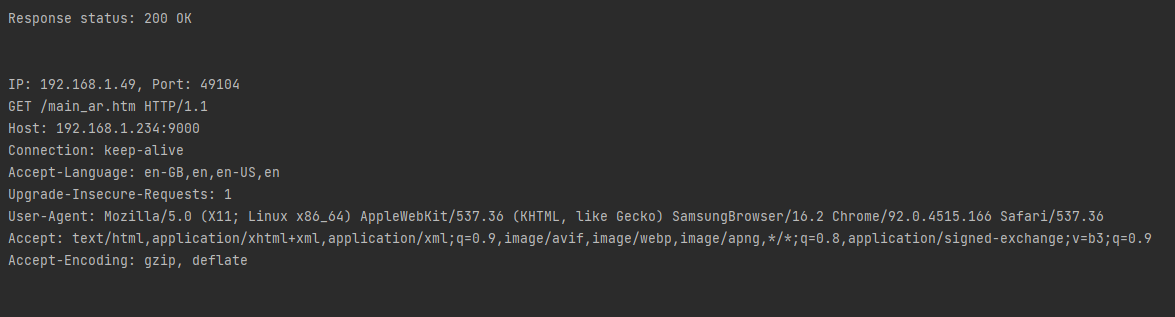 Response status: 200 OK
IP: 192.168.1.49, Port: 49104
GET /main_ar.htm HTTP/1.1
Host: 192.168.1.234:9000
Connection: keep-alive
Accept-Language: en-GB,en,en-US,en
Upgrade-Insecure-Requests: 1
User-Agent: Mozilla/5.0 (X11; Linux x86_64) AppleWebKit/537.36 (KHTML, like Gecko) SamsungBrowser/16.2 Chrome/92.0.4515.166 Safari/537.36
Accept: text/html,application/xhtml+xml,application/xml;q=0.9,image/avif,image/webp,image/apng,*/*;q=0.8,application/signed-exchange;v=b3;q=0.9
Accept-Encoding: gzip, deflate